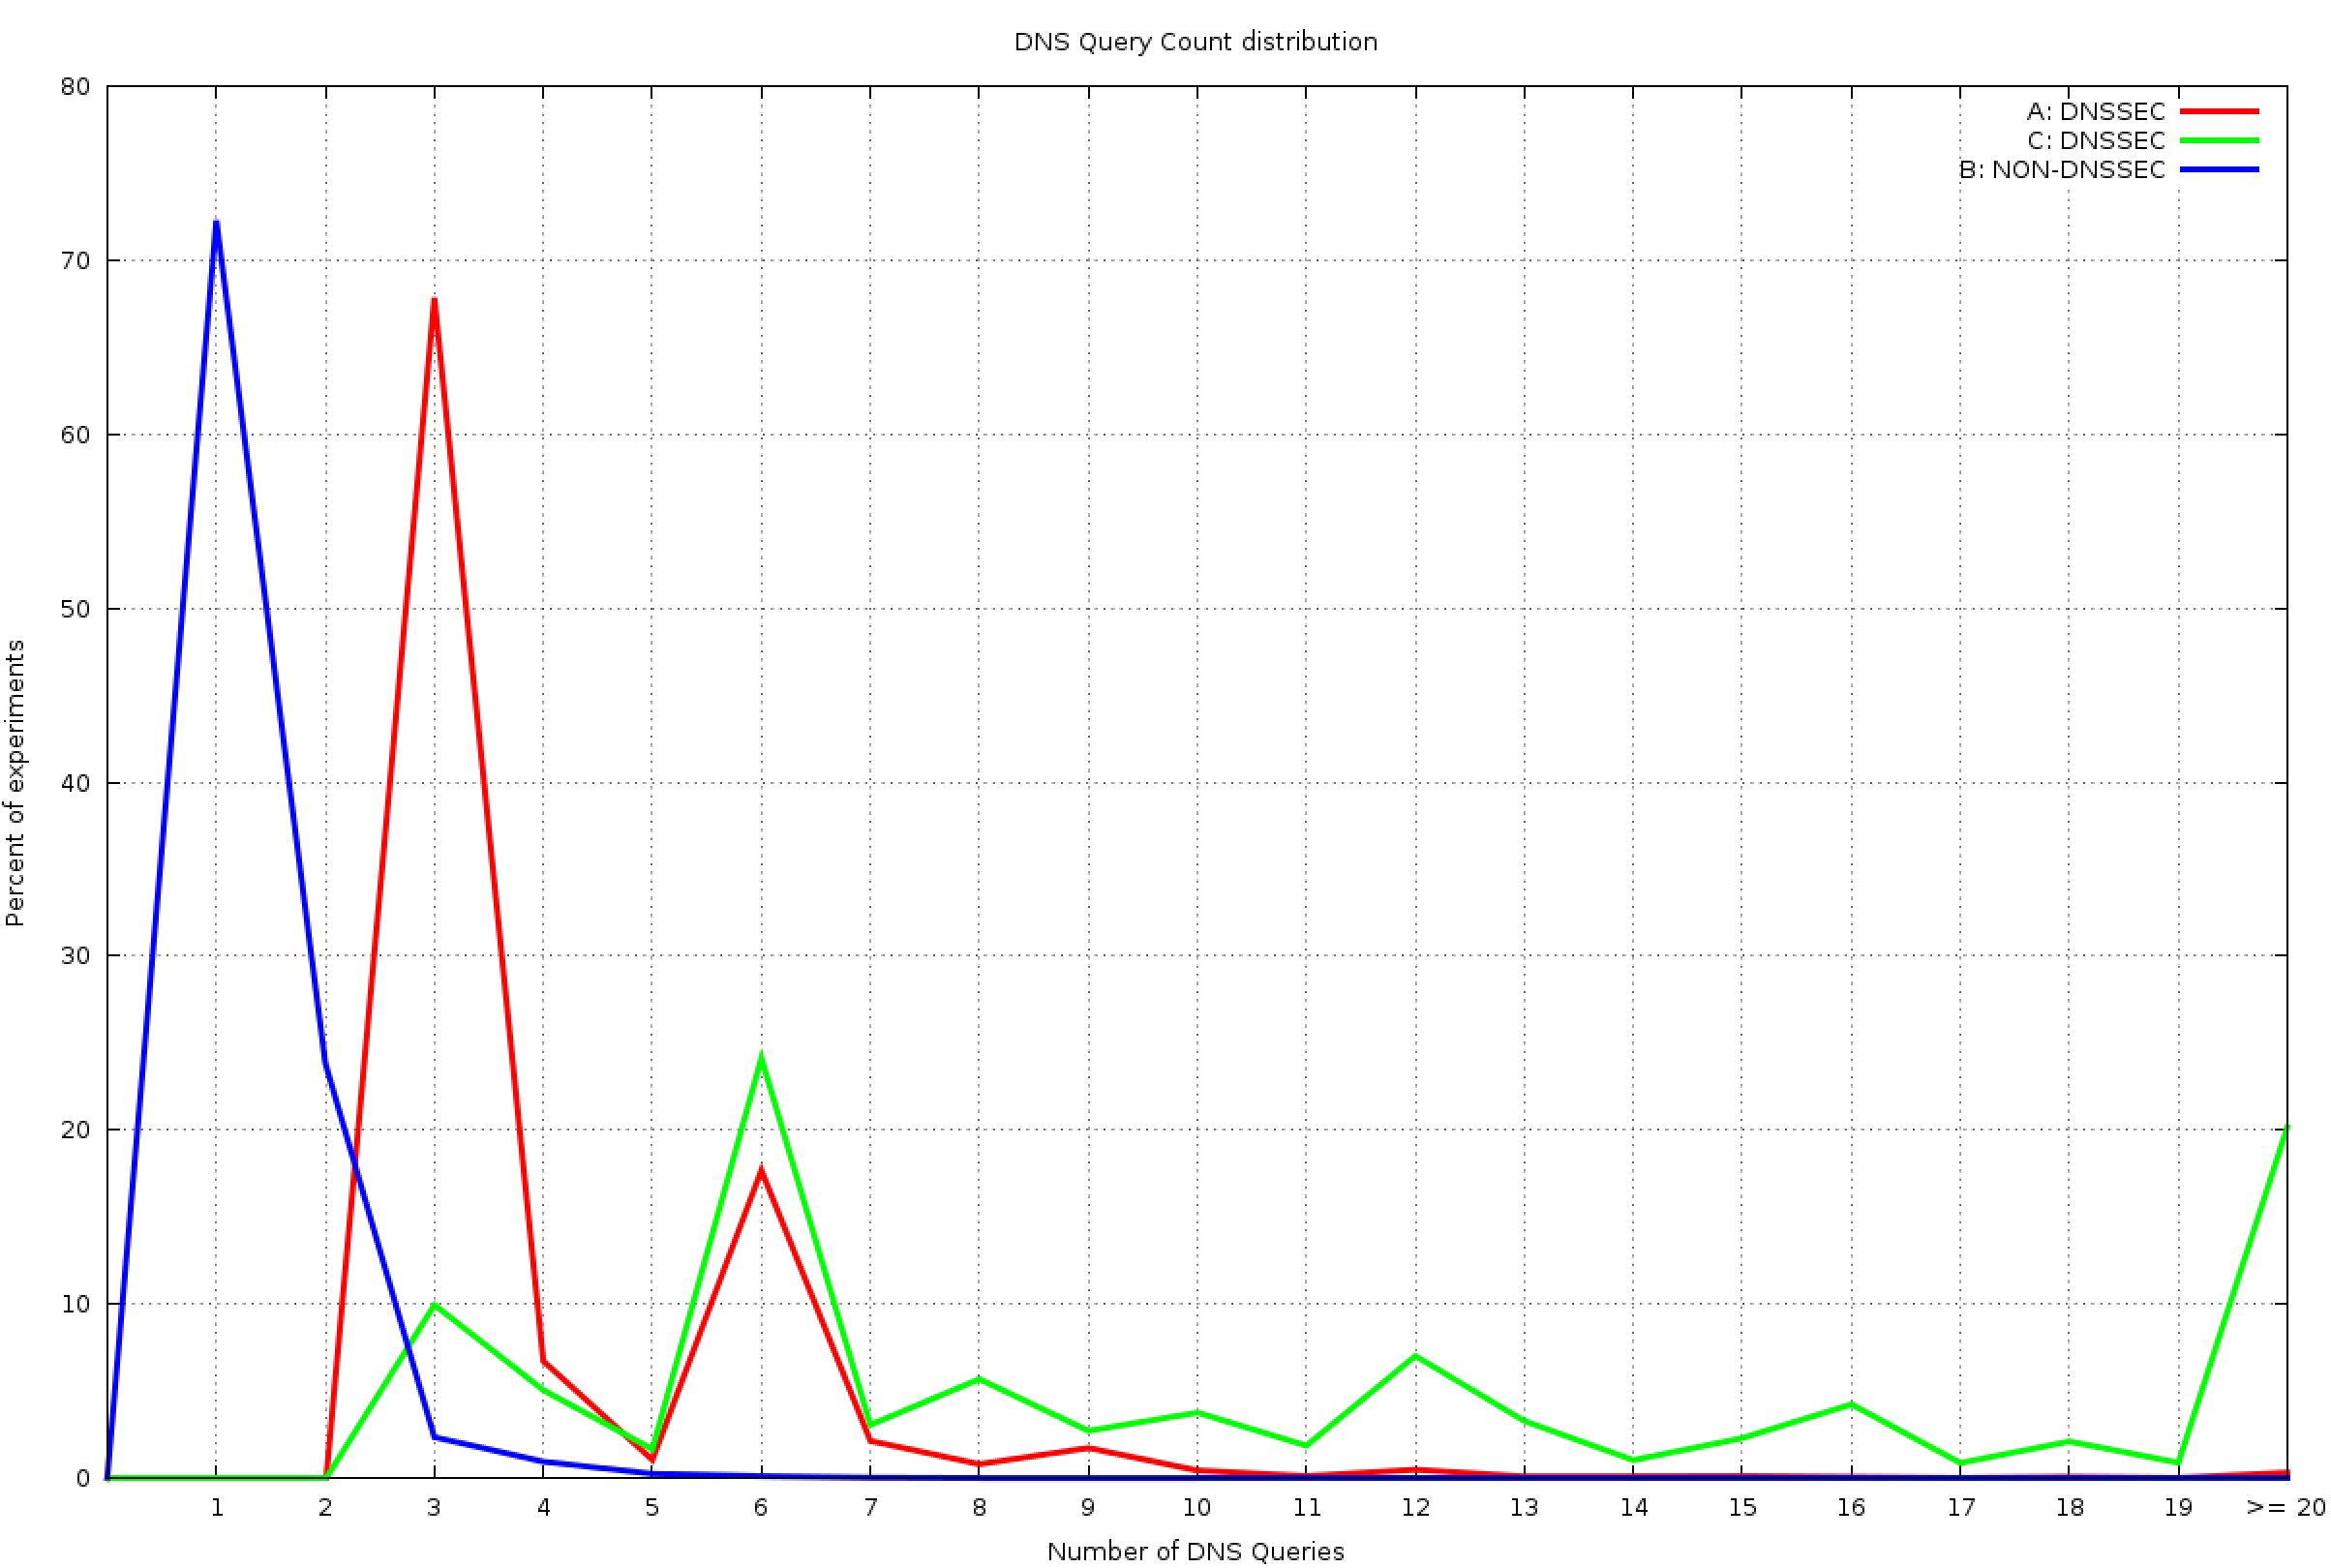 DNS Query Count distribution
80
70
60
50
40
30
20
10
0
Percent of experiments
A: DNSSEC
C: DNSSEC
B: NON-DNSSEC
1 2 3 4 5 6 7 8 9 10 11 12 13 14 15 16 17 18 19 >= 20
Number of DNS Queries